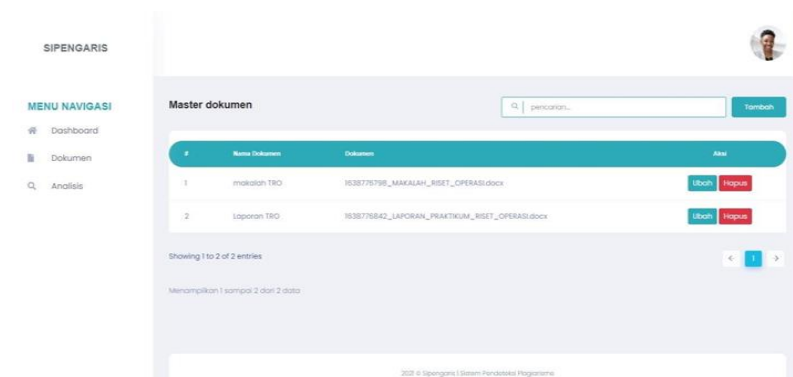 SIPENGARIS
MENU NAVIGASI
Dashboard
Dokumen
Analisis
Master dokumen
pencarian...
Tambah
# Nama Dokumen Dokumen Aksi
1 makalah TRO 1638776798_MAKALAH_RISET_OPERASI.docx Ubah Hapus
2 Laporan TRO 1638776842_LAPORAN_PRAKTIKUM_RISET_OPERASI.docx Ubah Hapus
Showing 1 to 2 of 2 entries
< 1 >
Menampilkan 1 sampai 2 dari 2 data
2021 © Sipengaris | Sistem Pendeteksi Plagiarisme